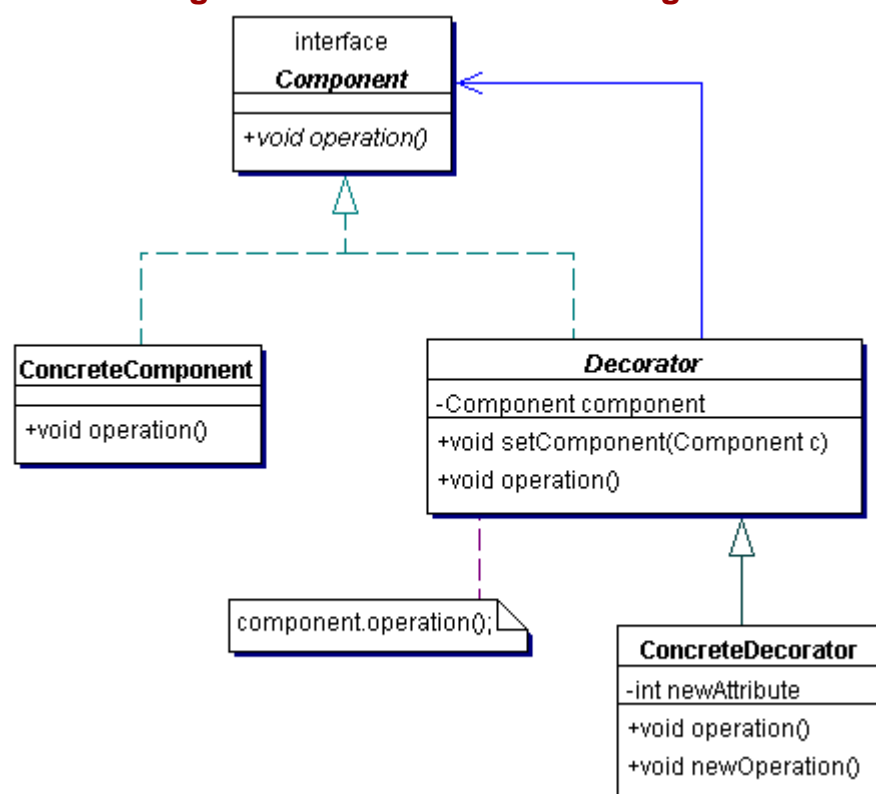 interface
Component
+void operation()
ConcreteComponent
+void operation()
Decorator
-Component component
+void setComponent(Component c)
+void operation()
component.operation();
ConcreteDecorator
-int newAttribute
+void operation()
+void newOperation()